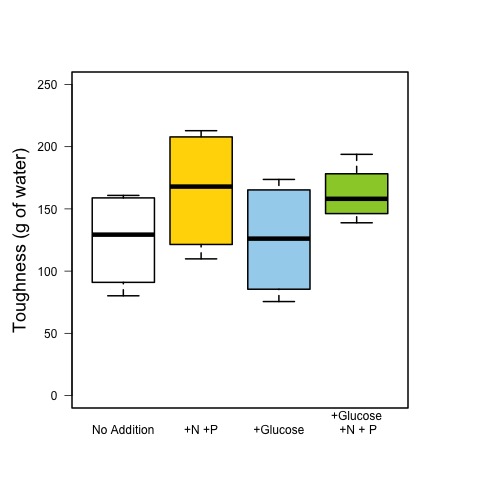 Toughness (g of water)
250
200
150
100
50
0
No Addition
+N +P
+Glucose
+Glucose
+N + P